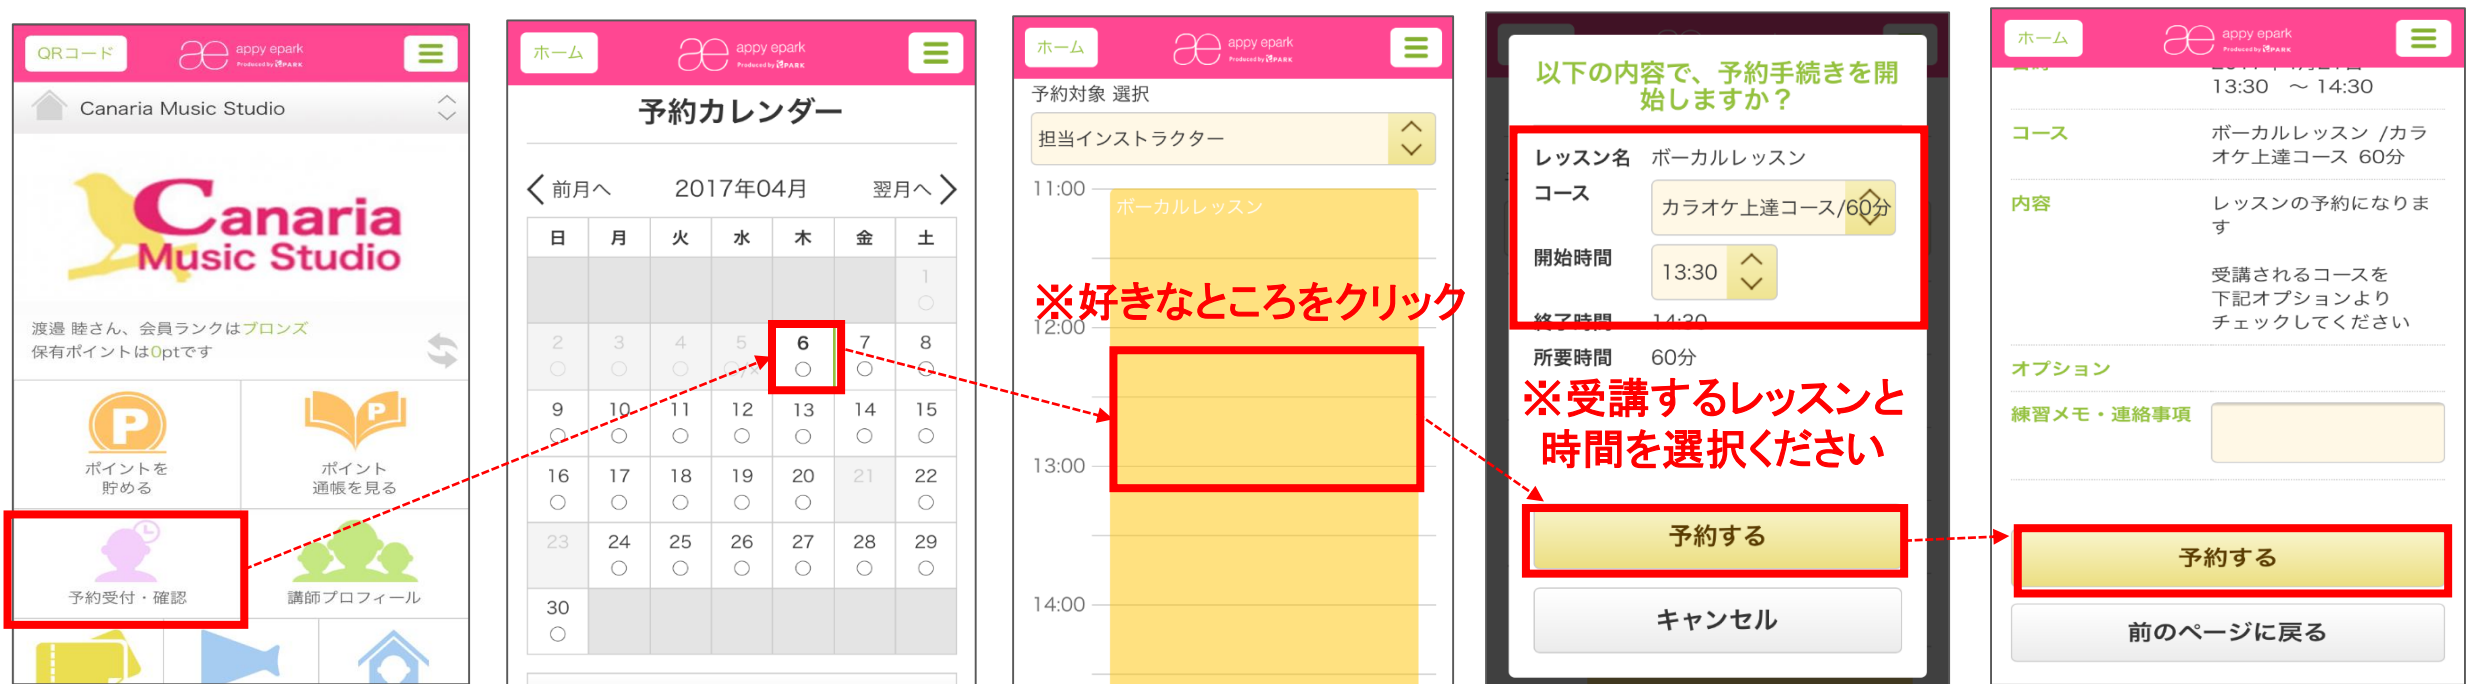 QRコード
appy epark
Produced by EPARK
Canaria Music Studio
Canaria
Music Studio
渡邉 睦さん、会員ランクはブロンズ
保有ポイントは0ptです
ポイントを
貯める
ポイント
通帳を見る
予約受付・確認
講師プロフィール
ホーム
appy epark
Produced by EPARK
予約カレンダー
前月へ 2017年04月 翌月へ
日 月 火 水 木 金 土
1
○
2 3 4 5 6 7 8
○ ○ ○ ○ ○ ○
9 10 11 12 13 14 15
○ ○ ○ ○ ○ ○ ○
16 17 18 19 20 21 22
○ ○ ○ ○ ○ ○
23 24 25 26 27 28 29
○ ○ ○ ○ ○ ○
30
○
ホーム
appy epark
Produced by EPARK
予約対象 選択
担当インストラクター
11:00
ボーカルレッスン
※好きなところをクリック
12:00
13:00
14:00
以下の内容で、予約手続きを開
始しますか？
レッスン名 ボーカルレッスン
コース カラオケ上達コース/60分
開始時間 13:30
終了時間 14:30
所要時間 60分
※受講するレッスンと
時間を選択ください
予約する
キャンセル
ホーム
appy epark
Produced by EPARK
13:30 ～ 14:30
コース ボーカルレッスン /カラ
オケ上達コース 60分
内容 レッスンの予約になりま
す
受講されるコースを
下記オプションより
チェックしてください
オプション
練習メモ・連絡事項
予約する
前のページに戻る